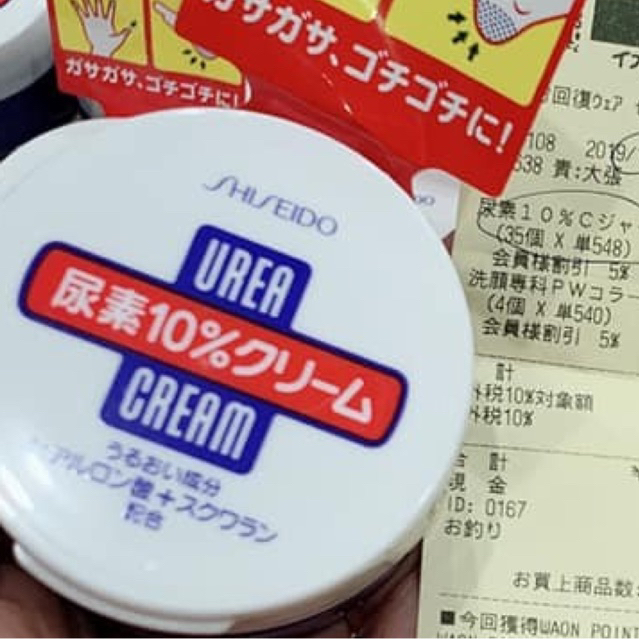 ガサガサ、ゴチゴチに!
ガサガサ、ゴチゴチに!
SHISEIDO
UREA
尿素10%クリーム
CREAM
うるおい成分
ヒアルロン酸+スクワラン
配合
今回復ウェア
108 2019/
538 責:大張
尿素10%Cジャ
(35個 X 単548)
会員様割引 5%
洗顔専科PWコラー
(4個 X 単540)
会員様割引 5%
計
外税10%対象額
外税10%
合 計
現 金
ID: 0167
お釣り
お買上商品数:
■今回獲得WAON POINT